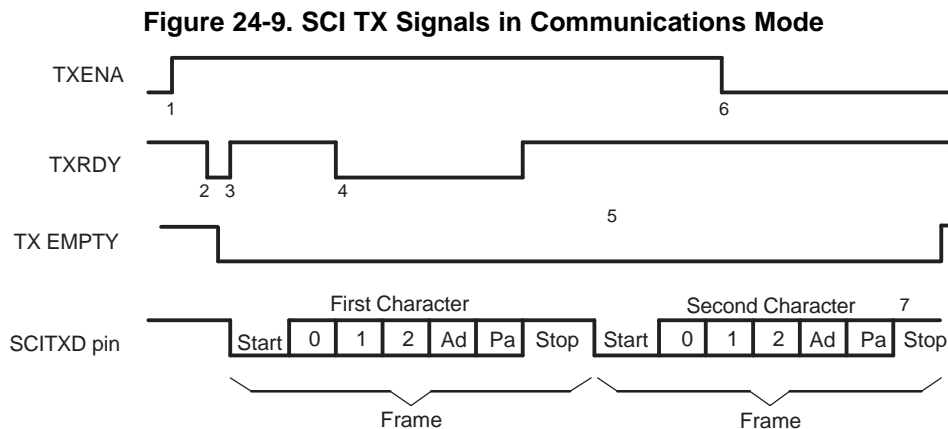 Figure 24-9. SCI TX Signals in Communications Mode
TXENA
1
6
TXRDY
2 3
4
5
TX EMPTY
First Character
Second Character
7
SCITXD pin
Start 0 1 2 Ad Pa Stop Start 0 1 2 Ad Pa Stop
Frame
Frame